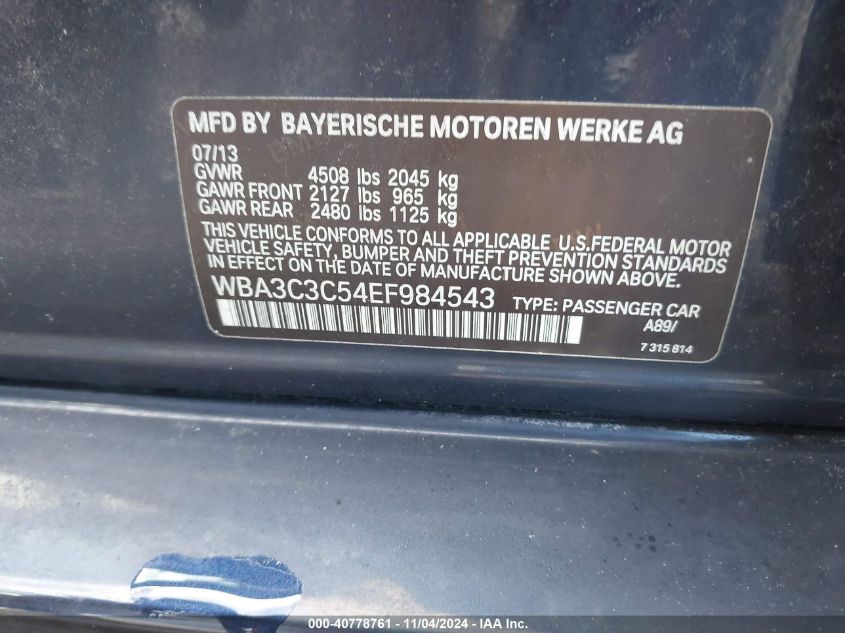 MFD BY BAYERISCHE MOTOREN WERKE AG
07/13
GVWR 4508 lbs 2045 kg
GAWR FRONT 2127 lbs 965 kg
GAWR REAR 2480 lbs 1125 kg
THIS VEHICLE CONFORMS TO ALL APPLICABLE U.S.FEDERAL MOTOR
VEHICLE SAFETY, BUMPER AND THEFT PREVENTION STANDARDS
IN EFFECT ON THE DATE OF MANUFACTURE SHOWN ABOVE.
WBA3C3C54EF984543 TYPE: PASSENGER CAR
A89/
7 315 814
000-40778761 - 11/04/2024 - IAA Inc.